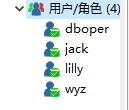 用户/角色 (4)
dboper
jack
lilly
wyz